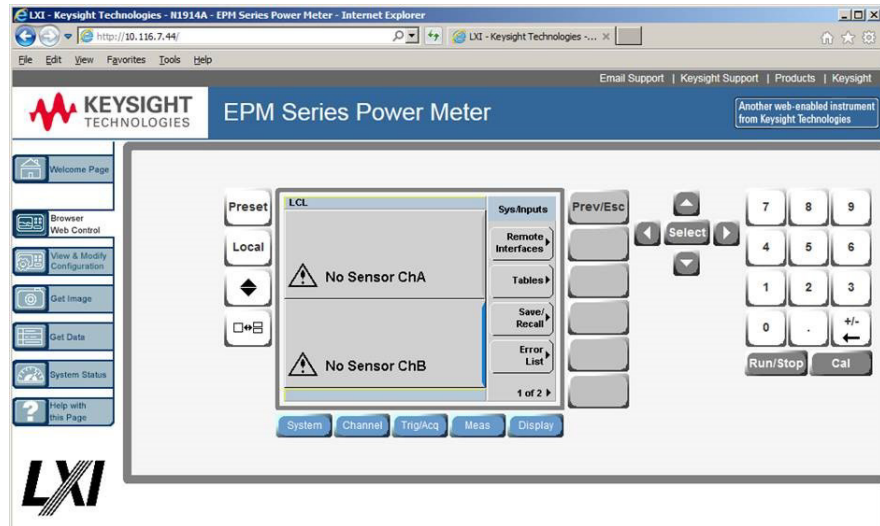 LXI - Keysight Technologies - N1914A - EPM Series Power Meter - Internet Explorer
http://10.116.7.44/
LXI - Keysight Technologies -...
File Edit View Favorites Tools Help
Email Support | Keysight Support | Products | Keysight
KEYSIGHT
TECHNOLOGIES
EPM Series Power Meter
Another web-enabled instrument
from Keysight Technologies
Welcome Page
Browser
Web Control
View & Modify
Configuration
Get Image
Get Data
System Status
Help with
this Page
LXI
Preset
Local
LCL
No Sensor ChA
No Sensor ChB
Sys/Inputs
Remote
Interfaces
Tables
Save/
Recall
Error
List
1 of 2
Prev/Esc
Select
7 8 9
4 5 6
1 2 3
0 . +/-
Run/Stop Cal
System Channel Trig/Acq Meas Display